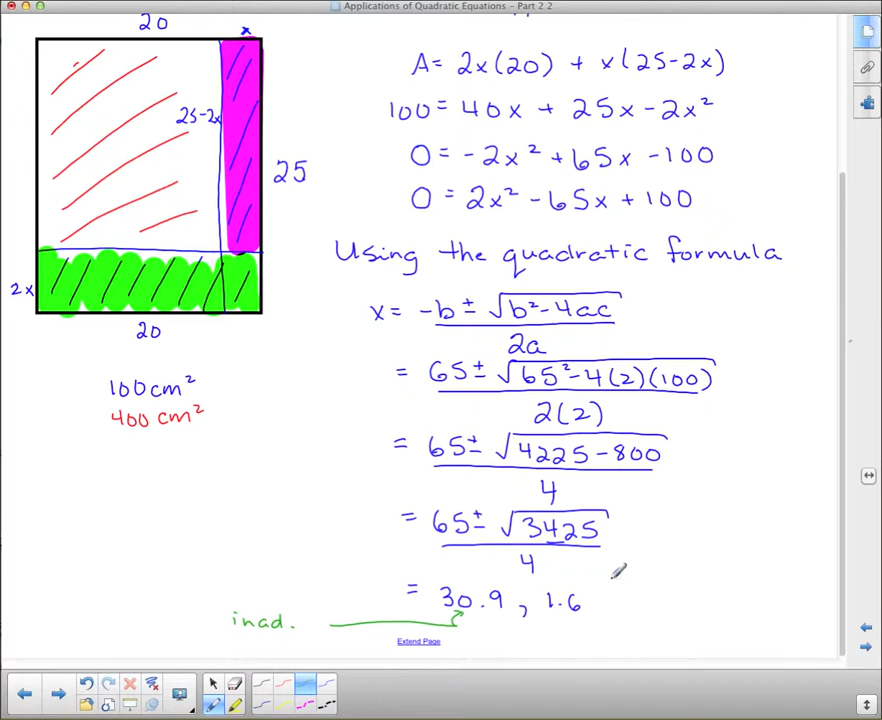 Applications of Quadratic Equations - Part 2 2
20
x
25-2x
25
2x
20
100cm²
400 cm²
A= 2x(20) + x(25-2x)
100 = 40x + 25x - 2x²
0 = -2x² + 65x - 100
0 = 2x² - 65x + 100
Using the quadratic formula
x = -b ± √b² - 4ac
2a
= 65 ± √65² - 4(2)(100)
2(2)
= 65 ± √4225 - 800
4
= 65 ± √3425
4
= 30.9 , 1.6
inad.
Extend Page